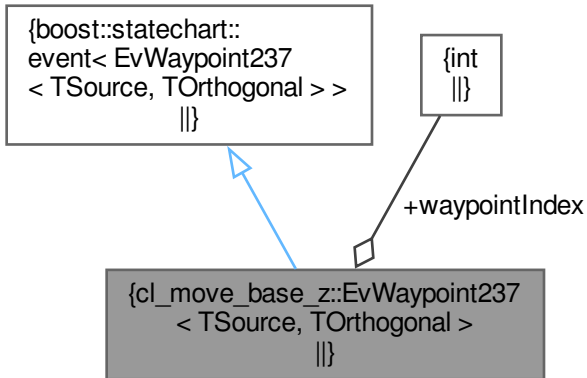 {boost::statechart::
event< EvWaypoint237
< TSource, TOrthogonal > >
||}
{int
||}
+waypointIndex
{cl_move_base_z::EvWaypoint237
< TSource, TOrthogonal >
||}